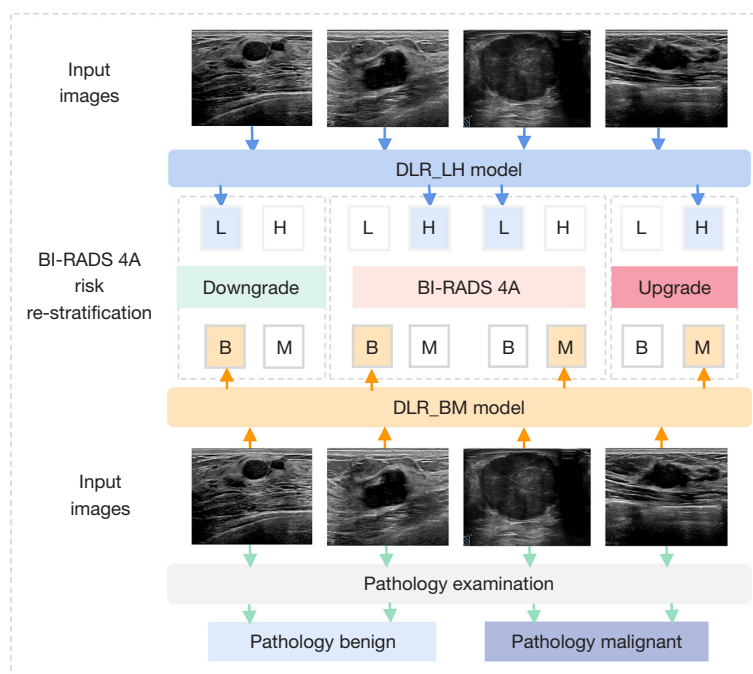 Input
images
DLR_LH model
L H L H L H L H
BI-RADS 4A
risk
re-stratification
Downgrade BI-RADS 4A Upgrade
B M B M B M B M
DLR_BM model
Input
images
Pathology examination
Pathology benign Pathology malignant